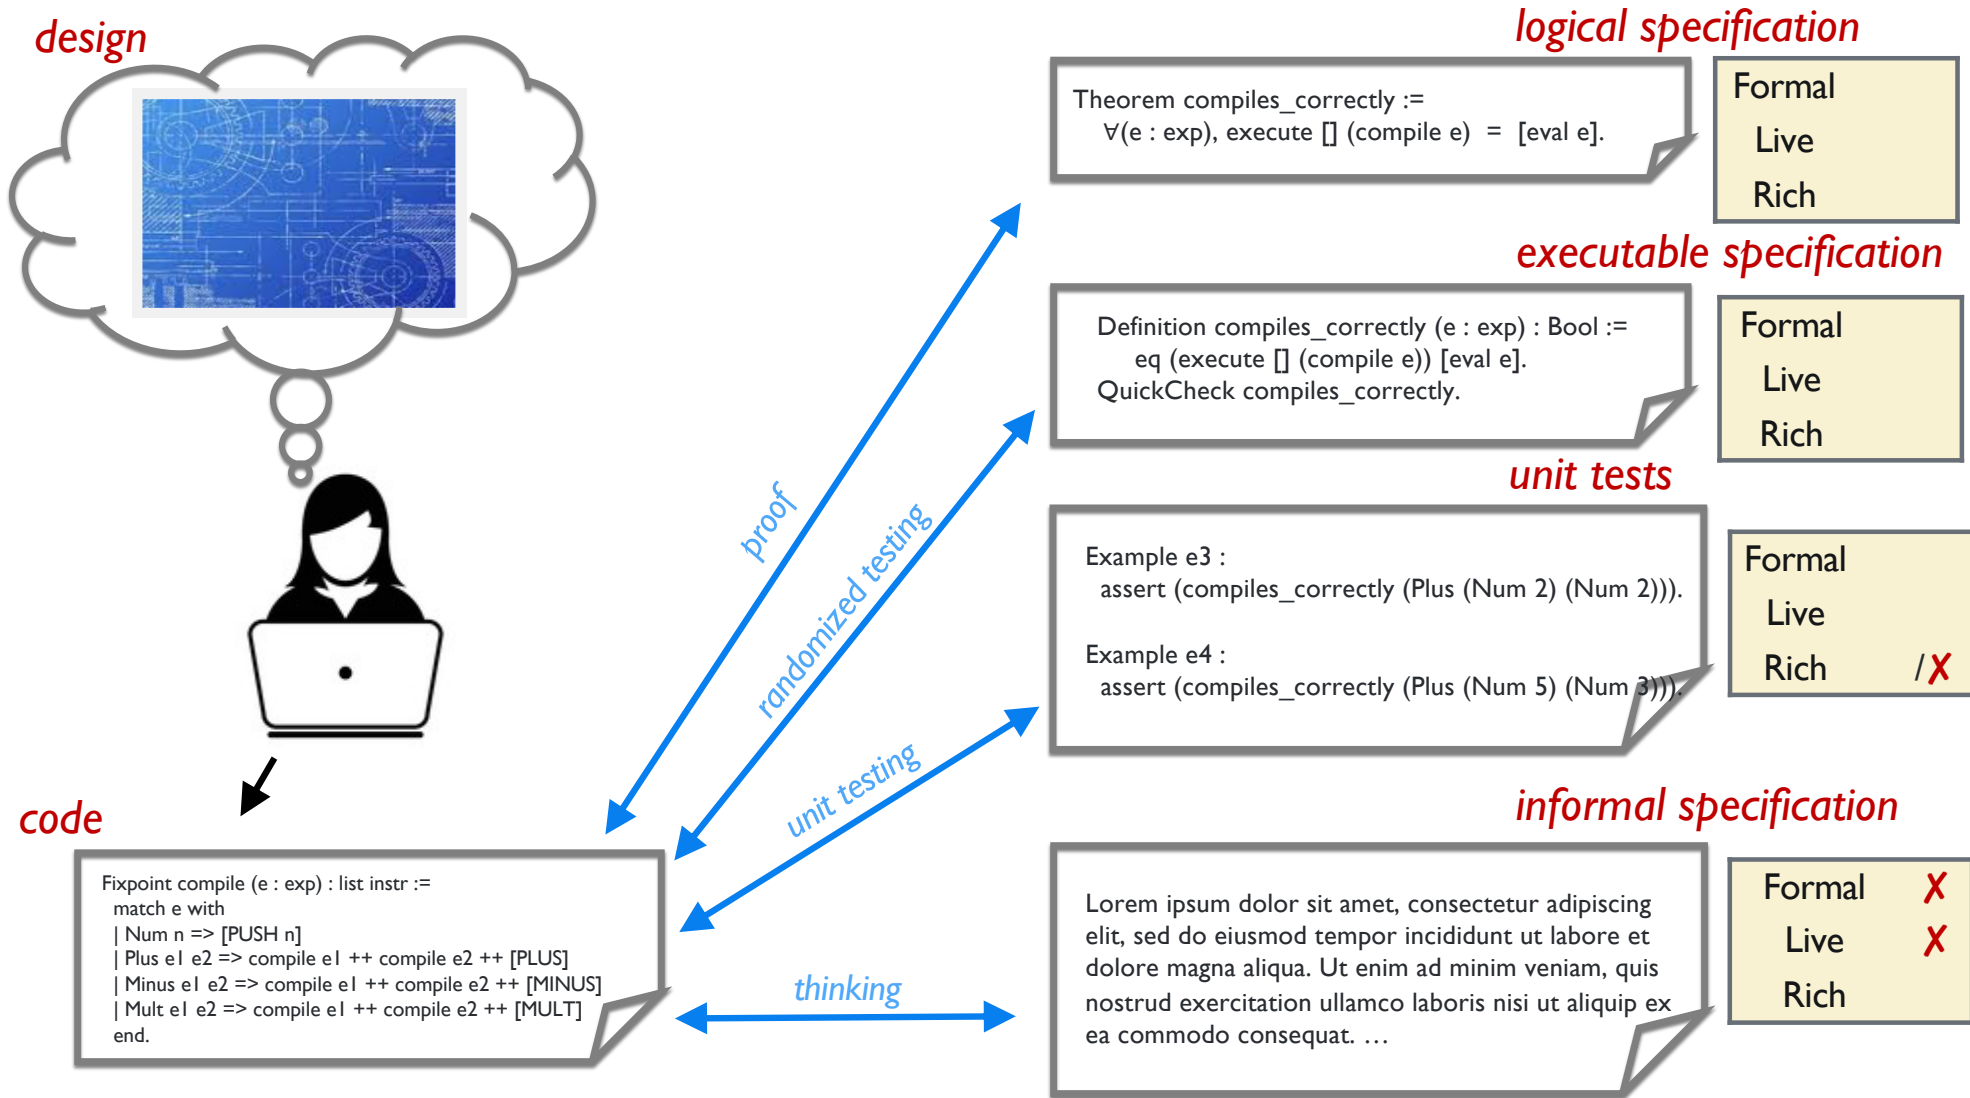 design
logical specification
Theorem compiles_correctly :=
∀(e : exp), execute [] (compile e) = [eval e].
Formal
Live
Rich
executable specification
Definition compiles_correctly (e : exp) : Bool :=
eq (execute [] (compile e)) [eval e].
QuickCheck compiles_correctly.
Formal
Live
Rich
unit tests
Example e3 :
assert (compiles_correctly (Plus (Num 2) (Num 2))).
Example e4 :
assert (compiles_correctly (Plus (Num 5) (Num 3))).
Formal
Live
Rich /✗
informal specification
Lorem ipsum dolor sit amet, consectetur adipiscing
elit, sed do eiusmod tempor incididunt ut labore et
dolore magna aliqua. Ut enim ad minim veniam, quis
nostrud exercitation ullamco laboris nisi ut aliquip ex
ea commodo consequat. …
Formal ✗
Live ✗
Rich
proof
randomized testing
unit testing
thinking
code
Fixpoint compile (e : exp) : list instr :=
match e with
| Num n => [PUSH n]
| Plus e1 e2 => compile e1 ++ compile e2 ++ [PLUS]
| Minus e1 e2 => compile e1 ++ compile e2 ++ [MINUS]
| Mult e1 e2 => compile e1 ++ compile e2 ++ [MULT]
end.